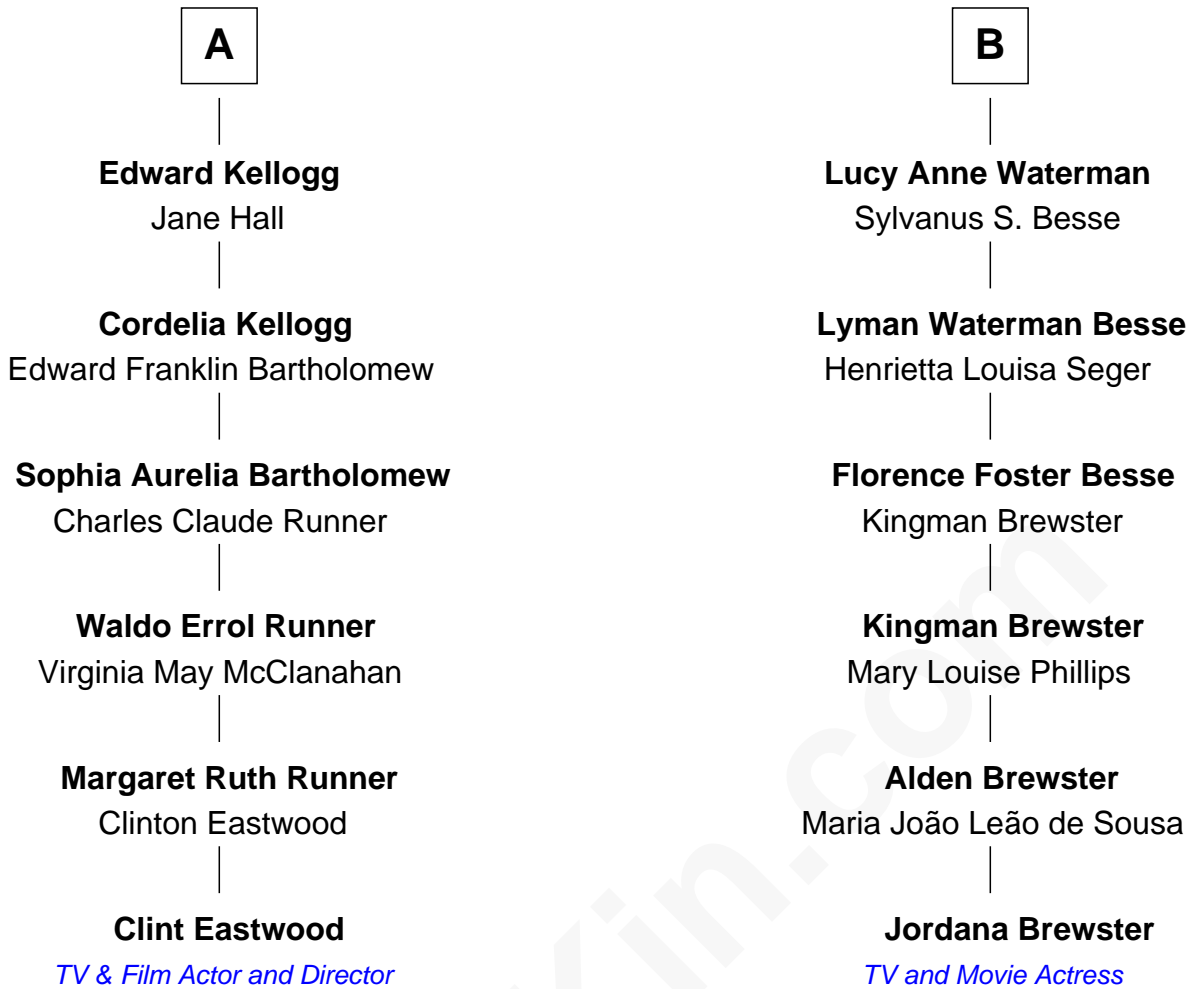 A
Edward Kellogg
Jane Hall
Cordelia Kellogg
Edward Franklin Bartholomew
Sophia Aurelia Bartholomew
Charles Claude Runner
Waldo Errol Runner
Virginia May McClanahan
Margaret Ruth Runner
Clinton Eastwood
Clint Eastwood
TV & Film Actor and Director
B
Lucy Anne Waterman
Sylvanus S. Besse
Lyman Waterman Besse
Henrietta Louisa Seger
Florence Foster Besse
Kingman Brewster
Kingman Brewster
Mary Louise Phillips
Alden Brewster
Maria João Leão de Sousa
Jordana Brewster
TV and Movie Actress
Kin.com